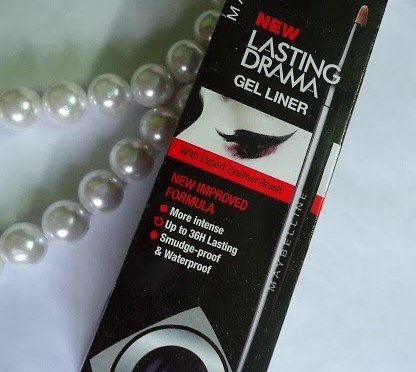 NEW
LASTING
DRAMA
GEL LINER
With Expert Eyeliner Brush
NEW IMPROVED
FORMULA
More intense
Up to 36H Lasting
Smudge-proof
& Waterproof
MAYBELLINE